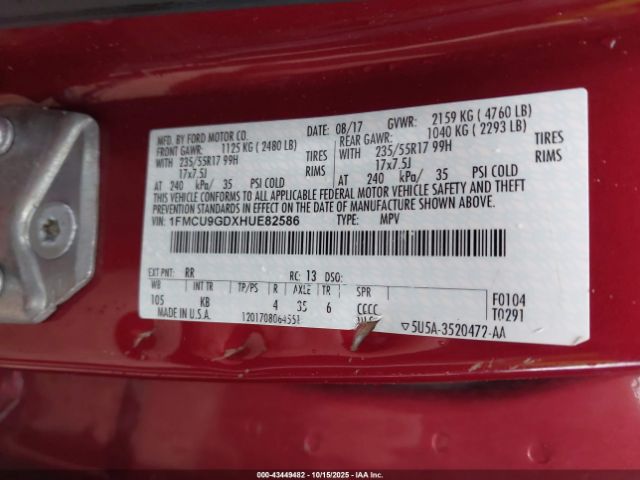 MFD. BY FORD MOTOR CO. DATE: 08/17 GVWR: 2159 KG ( 4760 LB)
FRONT GAWR: 1125 KG ( 2480 LB) REAR GAWR: 1040 KG ( 2293 LB)
WITH 235/55R17 99H TIRES WITH 235/55R17 99H TIRES
17x7.5J RIMS 17x7.5J RIMS
AT 240 kPa/ 35 PSI COLD AT 240 kPa/ 35 PSI COLD
THIS VEHICLE CONFORMS TO ALL APPLICABLE FEDERAL MOTOR VEHICLE SAFETY AND THEFT
PREVENTION STANDARDS IN EFFECT ON THE DATE OF MANUFACTURE SHOWN ABOVE.
VIN: 1FMCU9GDXHUE82586 TYPE: MPV
EXT PNT: RR RC: 13 DSO:
WB INT TR TP/PS R AXLE TR SPR
105 KB 4 35 6 CCCC F0104
MADE IN U.S.A. T0291
5U5A-3520472-AA
000-43449482 - 10/15/2025 - IAA Inc.